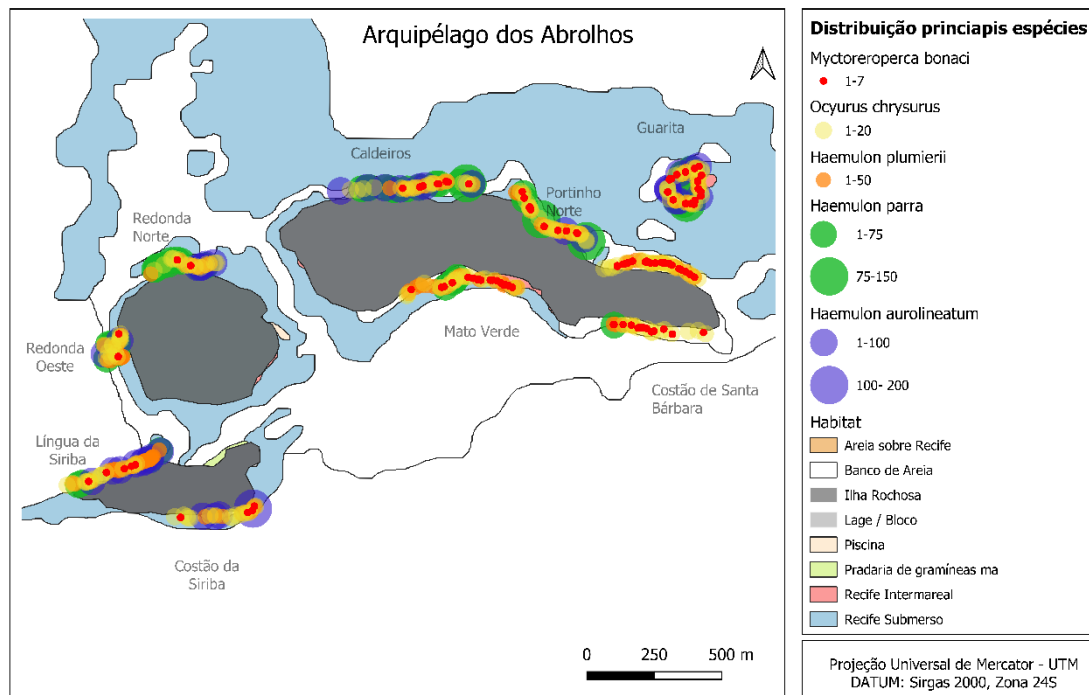 Arquipélago dos Abrolhos
Guarita
Caldeiros
Portinho
Norte
Redonda
Norte
Mato Verde
Redonda
Oeste
Costão de Santa
Bárbara
Língua da
Siriba
Costão da
Siriba
0 250 500 m
Distribuição princiapis espécies
Myctoreroperca bonaci
1-7
Ocyurus chrysurus
1-20
Haemulon plumierii
1-50
Haemulon parra
1-75
75-150
Haemulon aurolineatum
1-100
100- 200
Habitat
Areia sobre Recife
Banco de Areia
Ilha Rochosa
Lage / Bloco
Piscina
Pradaria de gramíneas ma
Recife Intermareal
Recife Submerso
Projeção Universal de Mercator - UTM
DATUM: Sirgas 2000, Zona 24S